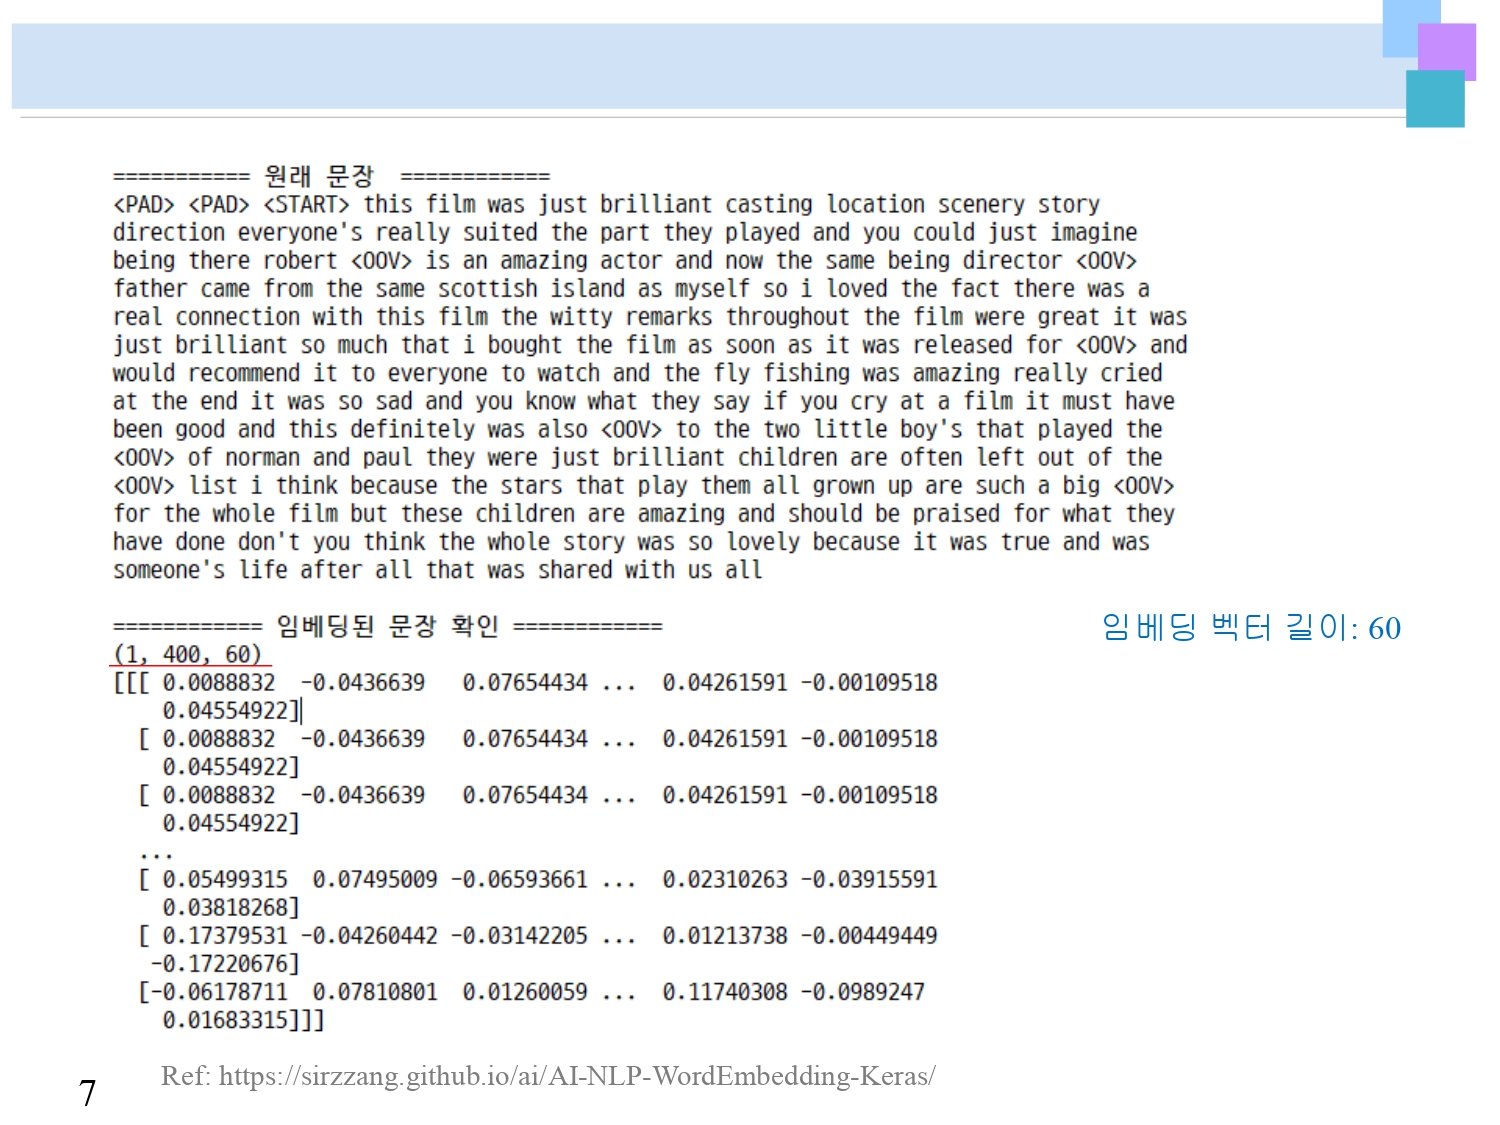 =========== 원래 문장 ============
<PAD> <PAD> <START> this film was just brilliant casting location scenery story
direction everyone's really suited the part they played and you could just imagine
being there robert <OOV> is an amazing actor and now the same being director <OOV>
father came from the same scottish island as myself so i loved the fact there was a
real connection with this film the witty remarks throughout the film were great it was
just brilliant so much that i bought the film as soon as it was released for <OOV> and
would recommend it to everyone to watch and the fly fishing was amazing really cried
at the end it was so sad and you know what they say if you cry at a film it must have
been good and this definitely was also <OOV> to the two little boy's that played the
<OOV> of norman and paul they were just brilliant children are often left out of the
<OOV> list i think because the stars that play them all grown up are such a big <OOV>
for the whole film but these children are amazing and should be praised for what they
have done don't you think the whole story was so lovely because it was true and was
someone's life after all that was shared with us all
============ 임베딩된 문장 확인 ============
임베딩 벡터 길이: 60
(1, 400, 60)
[[[ 0.0088832 -0.0436639 0.07654434 ... 0.04261591 -0.00109518
0.04554922]
[ 0.0088832 -0.0436639 0.07654434 ... 0.04261591 -0.00109518
0.04554922]
[ 0.0088832 -0.0436639 0.07654434 ... 0.04261591 -0.00109518
0.04554922]
...
[ 0.05499315 0.07495009 -0.06593661 ... 0.02310263 -0.03915591
0.03818268]
[ 0.17379531 -0.04260442 -0.03142205 ... 0.01213738 -0.00449449
-0.17220676]
[-0.06178711 0.07810801 0.01260059 ... 0.11740308 -0.0989247
0.01683315]]]
Ref: https://sirzzang.github.io/ai/AI-NLP-WordEmbedding-Keras/
7